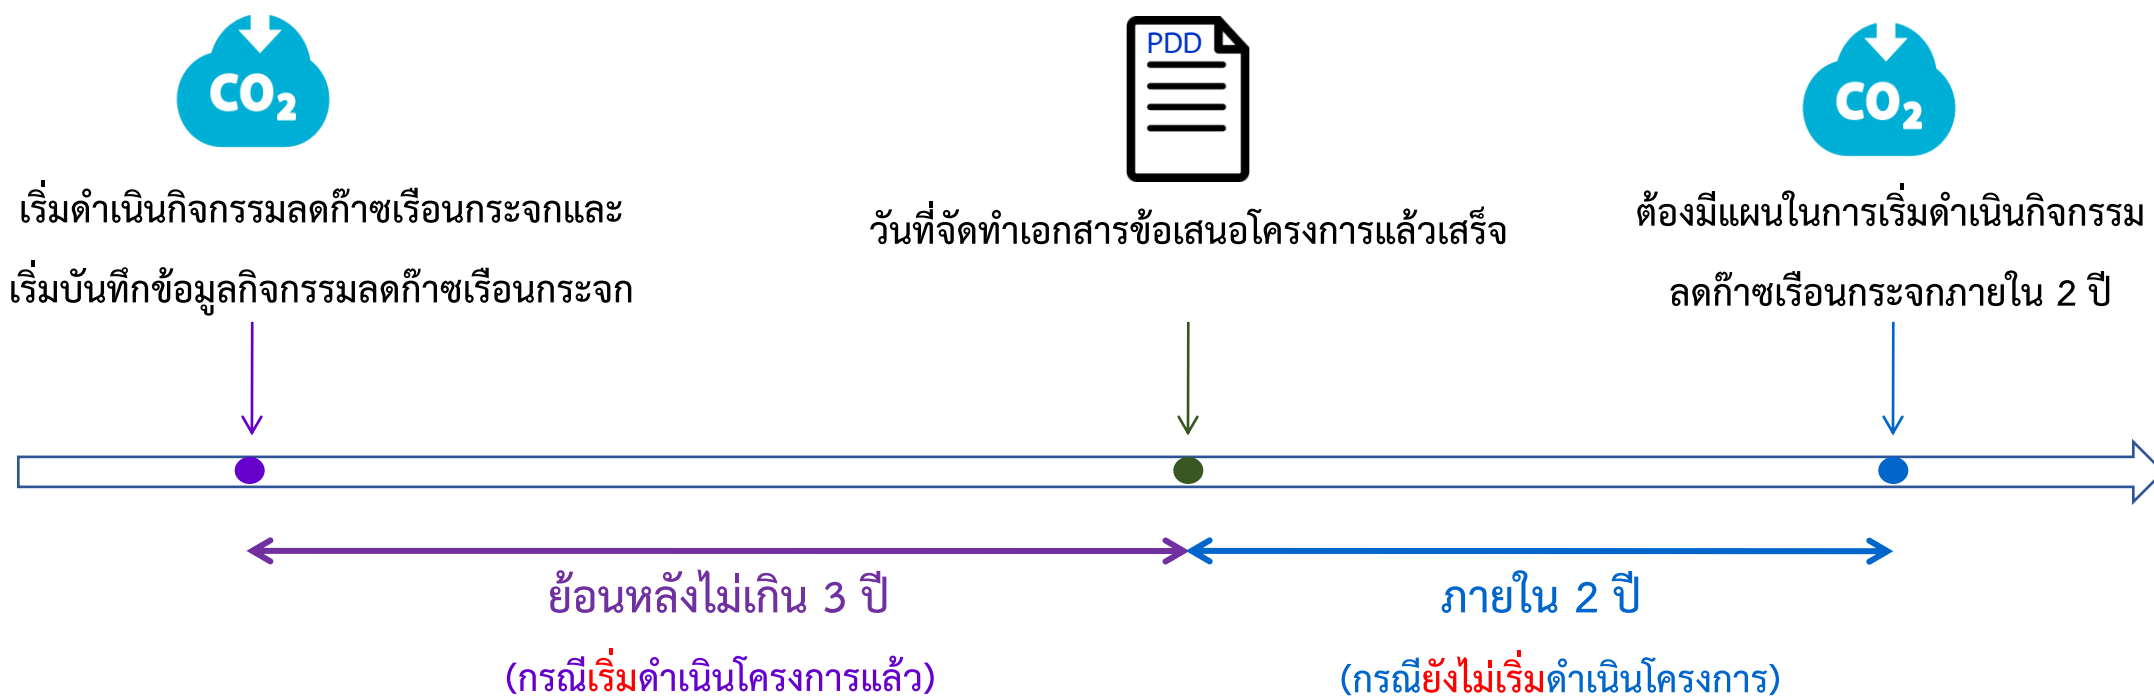 CO2
เริ่มดำเนินกิจกรรมลดก๊าซเรือนกระจกและ
เริ่มบันทึกข้อมูลกิจกรรมลดก๊าซเรือนกระจก
PDD
วันที่จัดทำเอกสารข้อเสนอโครงการแล้วเสร็จ
CO2
ต้องมีแผนในการเริ่มดำเนินกิจกรรม
ลดก๊าซเรือนกระจกภายใน 2 ปี
ย้อนหลังไม่เกิน 3 ปี
(กรณีเริ่มดำเนินโครงการแล้ว)
ภายใน 2 ปี
(กรณียังไม่เริ่มดำเนินโครงการ)